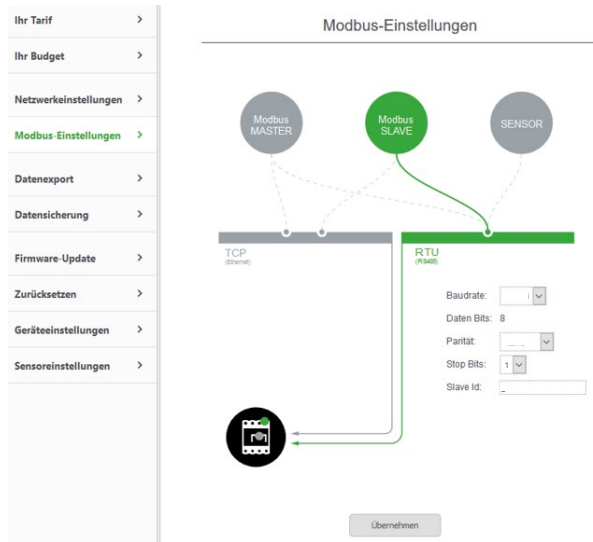 Ihr Tarif
Ihr Budget
Netzwerkeinstellungen
Modbus-Einstellungen
Datenexport
Datensicherung
Firmware-Update
Zurücksetzen
Geräteeinstellungen
Sensoreinstellungen
Modbus-Einstellungen
Modbus
MASTER
Modbus
SLAVE
SENSOR
TCP
(Ethernet)
RTU
(RS485)
Baudrate:
Daten Bits: 8
Parität:
Stop Bits: 1
Slave Id:
Übernehmen